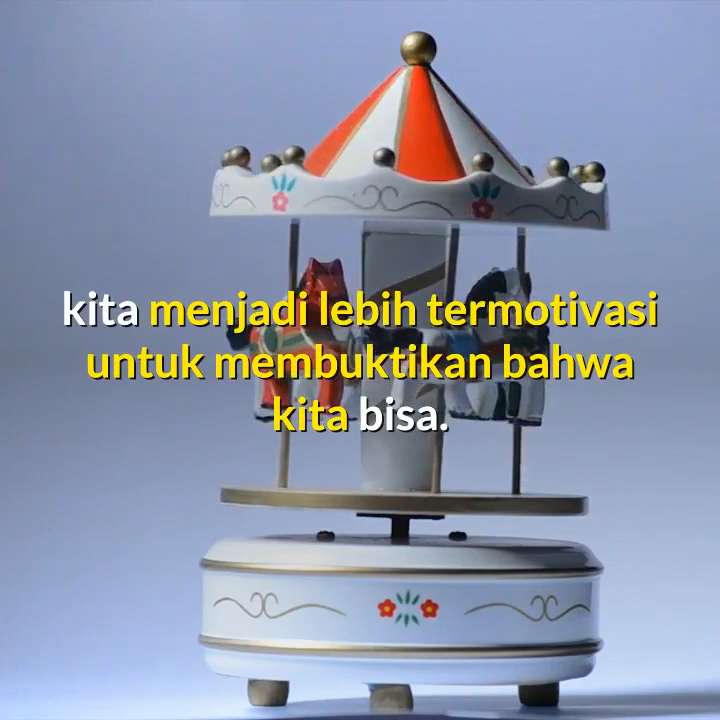 kita menjadi lebih termotivasi
untuk membuktikan bahwa
kita bisa.